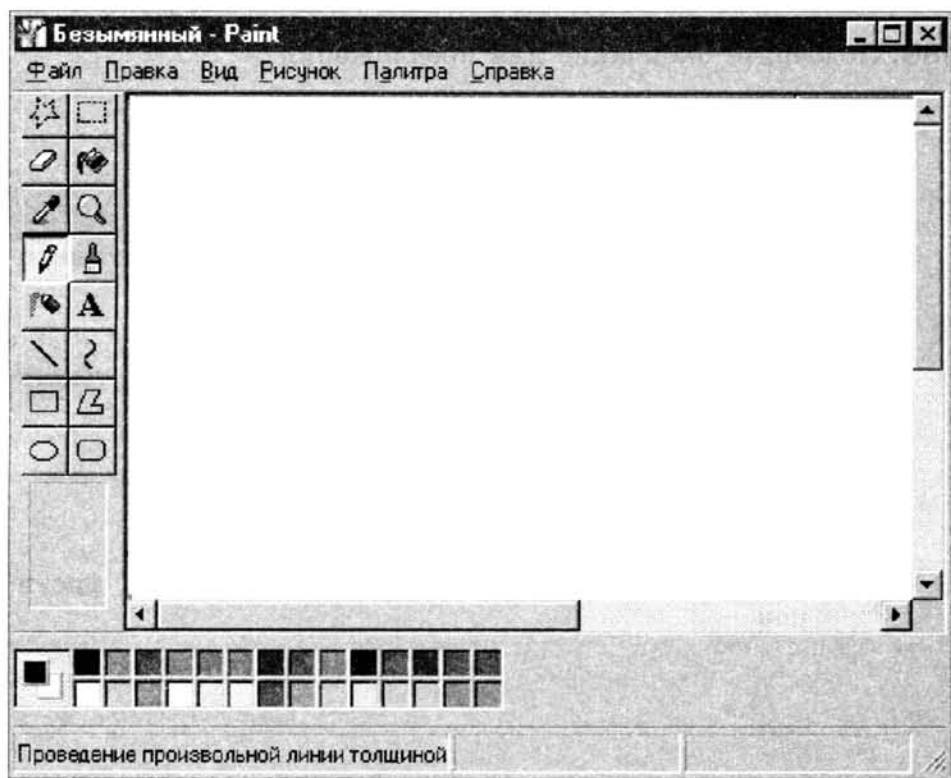 Безымянный - Paint
Файл Правка Вид Рисунок Палитра Справка
A
Проведение произвольной линии толщиной